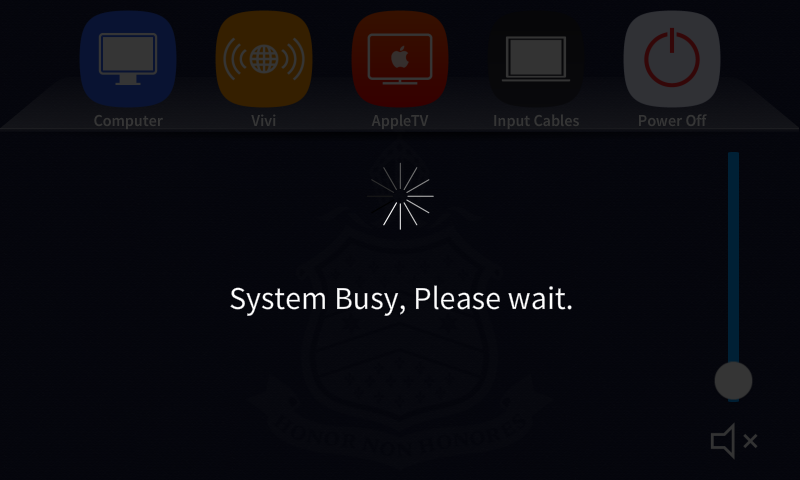 Computer
Vivi
AppleTV
Input Cables
Power Off
System Busy, Please wait.